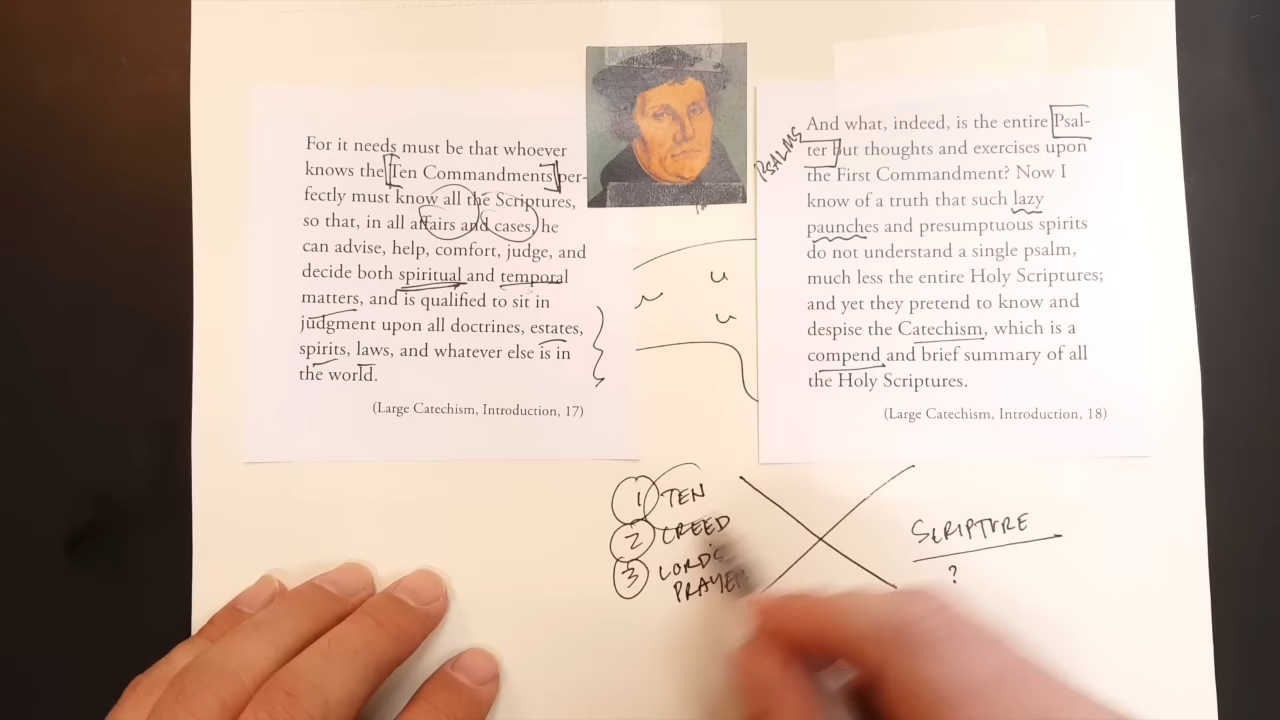 For it needs must be that whoever
knows the Ten Commandments per-
fectly must know all the Scriptures,
so that, in all affairs and cases, he
can advise, help, comfort, judge, and
decide both spiritual and temporal
matters, and is qualified to sit in
judgment upon all doctrines, estates,
spirits, laws, and whatever else is in
the world.
(Large Catechism, Introduction, 17)
PSALMS
And what, indeed, is the entire Psal-
ter but thoughts and exercises upon
the First Commandment? Now I
know of a truth that such lazy
paunches and presumptuous spirits
do not understand a single psalm,
much less the entire Holy Scriptures;
and yet they pretend to know and
despise the Catechism, which is a
compend and brief summary of all
the Holy Scriptures.
(Large Catechism, Introduction, 18)
1 TEN
2 CREED
3 LORD'S
PRAYER
SCRIPTURE
?